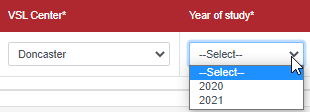 VSL Center* Year of study*
Doncaster --Select--
--Select--
2020
2021